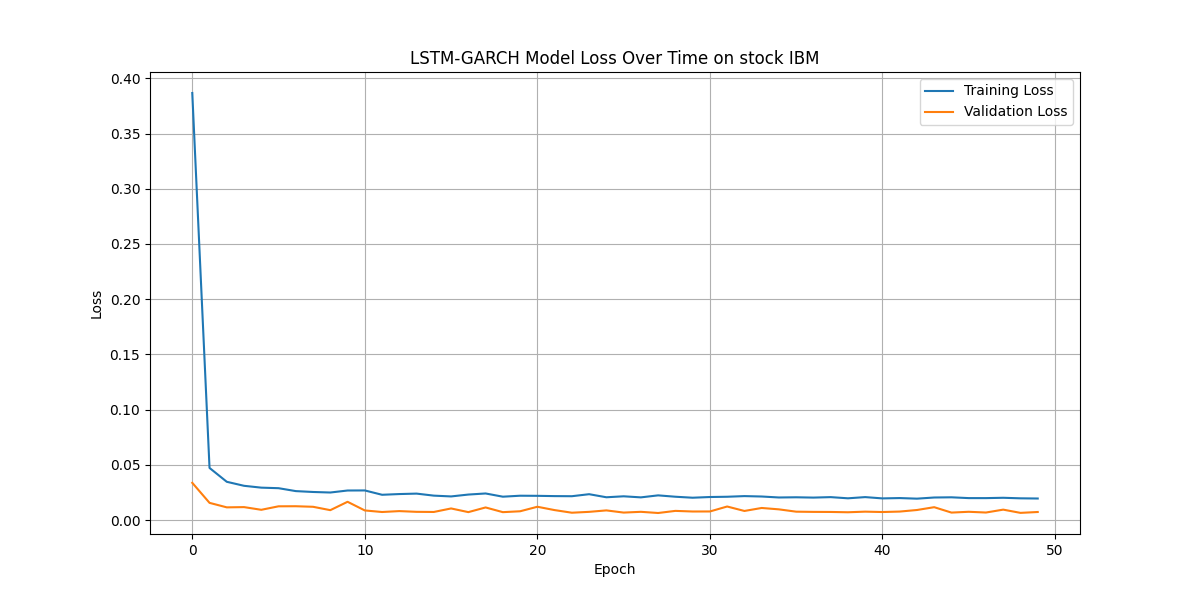 LSTM-GARCH Model Loss Over Time on stock IBM
Training Loss
Validation Loss
0.40
0.35
0.30
0.25
0.20
0.15
0.10
0.05
0.00
Loss
0 10 20 30 40 50
Epoch